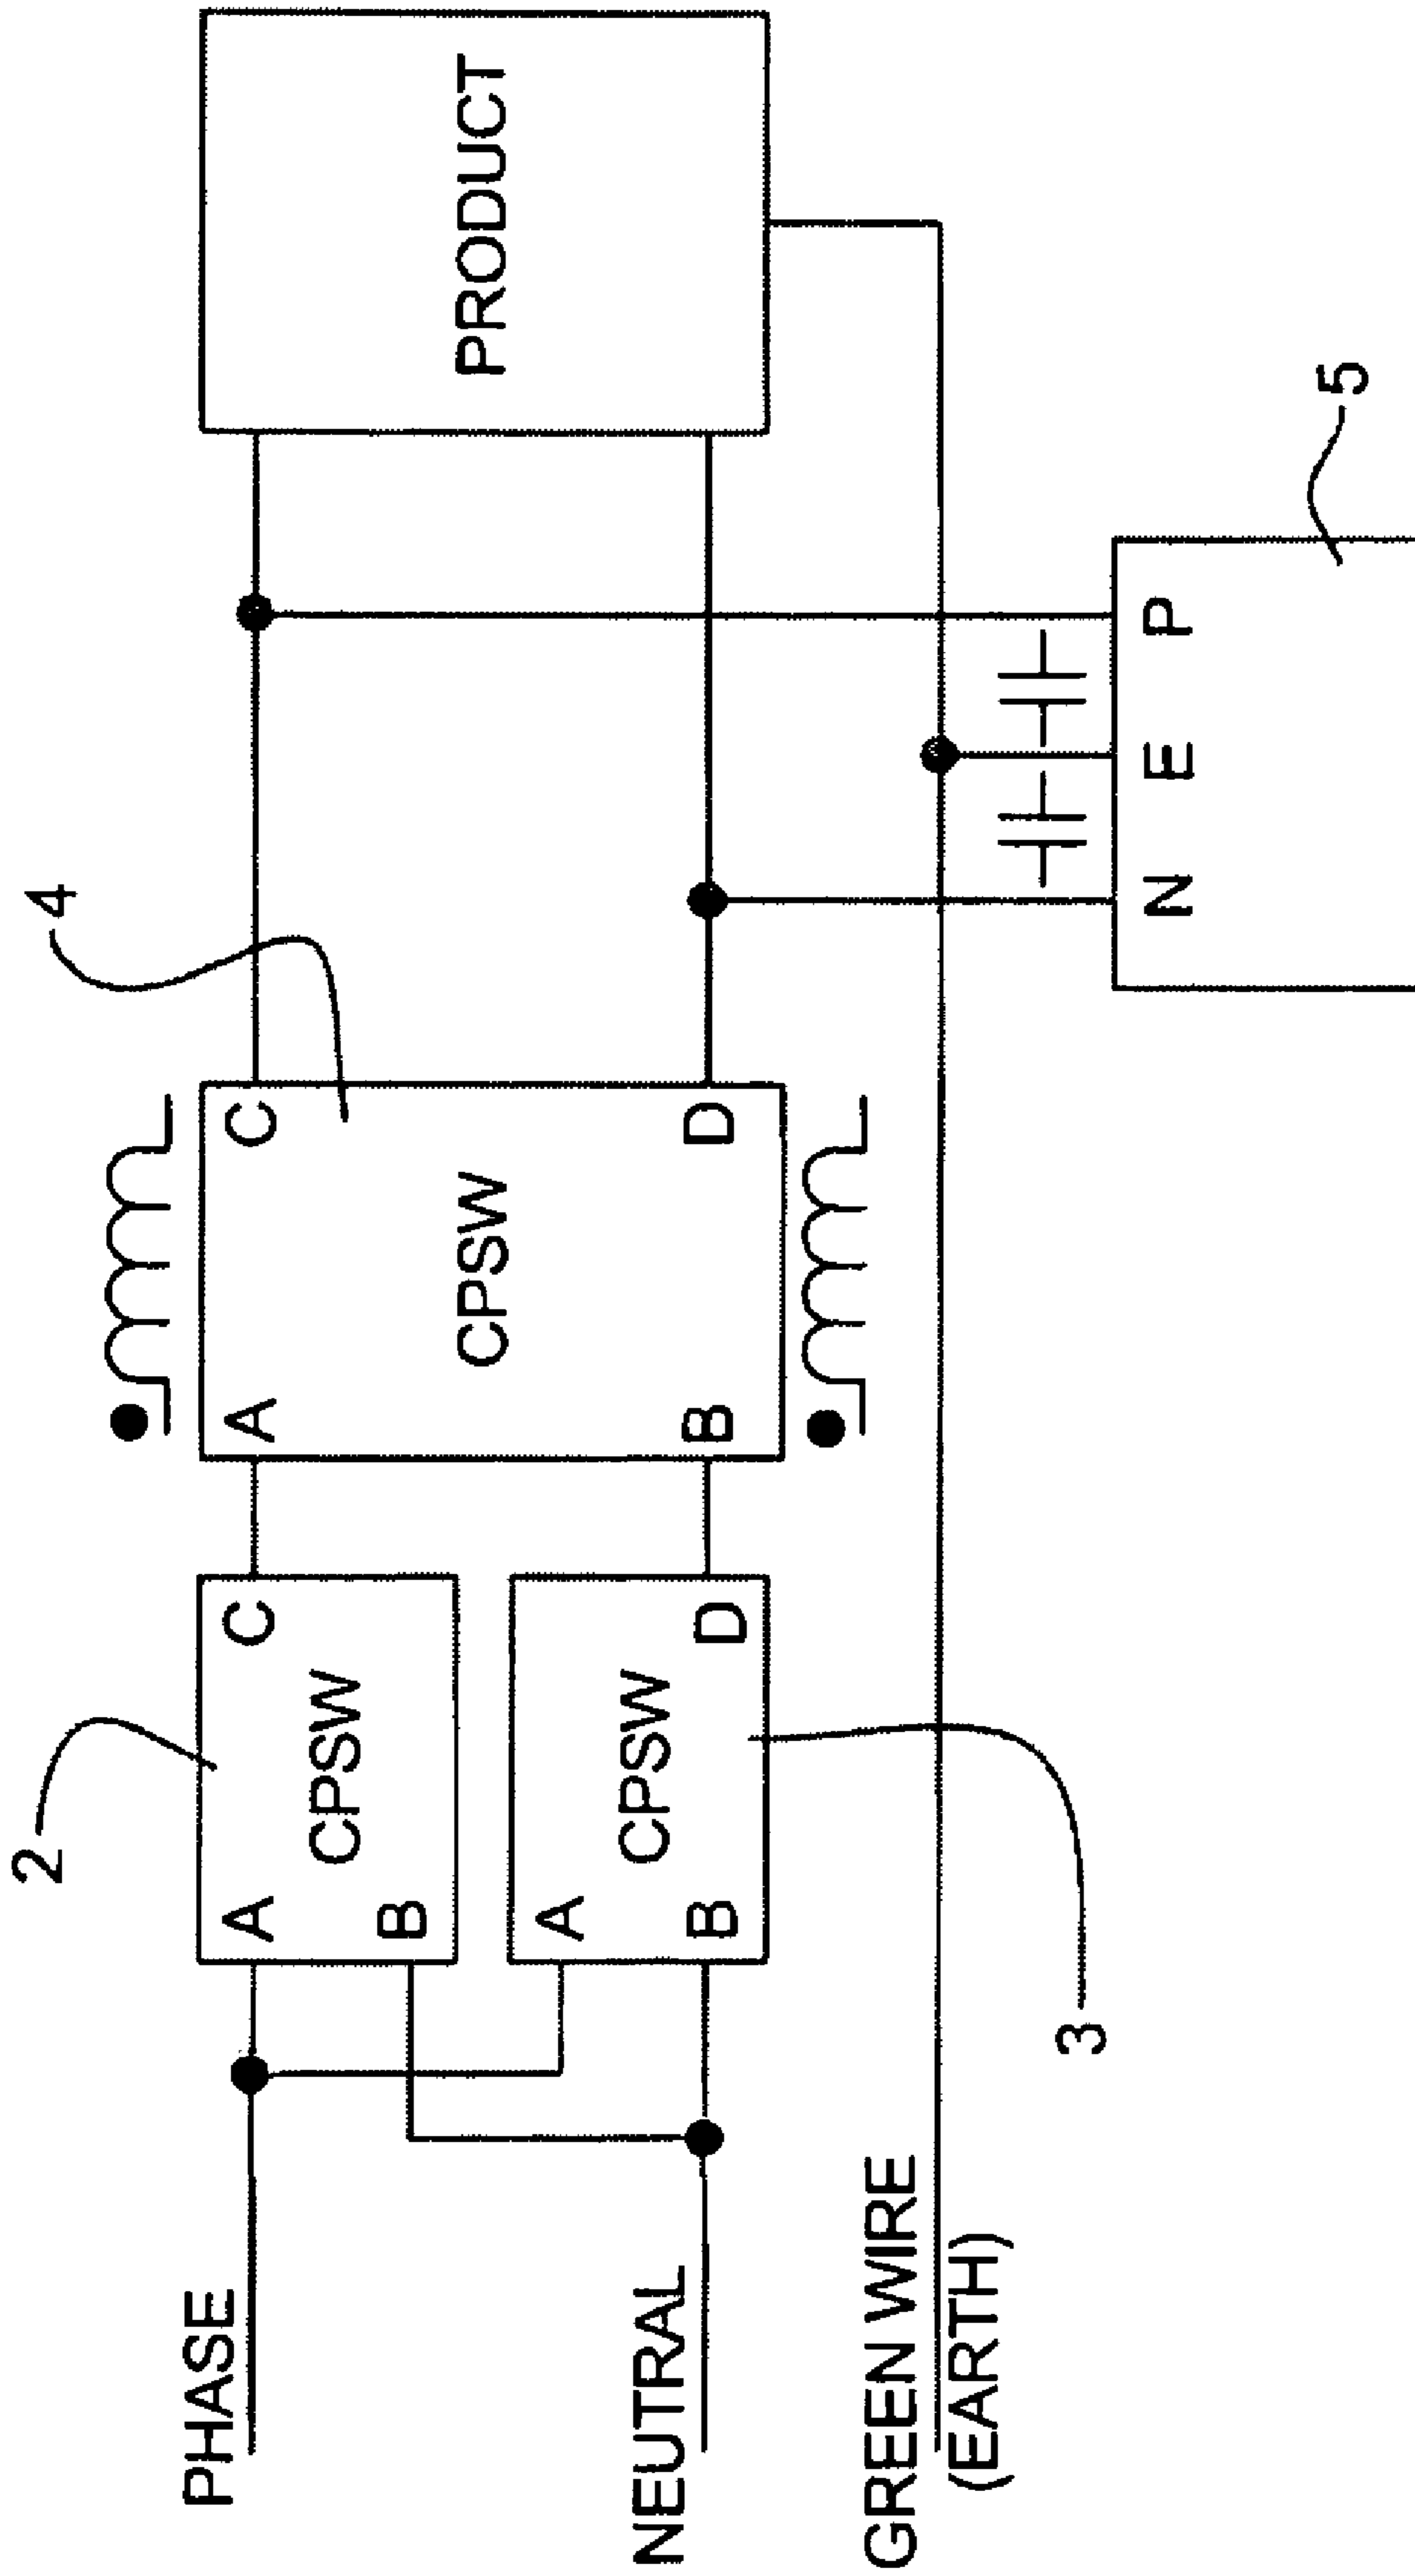 2
4
PHASE
A
C
A
C
CPSW
B
CPSW
PRODUCT
A
CPSW
NEUTRAL
B
D
B
D
GREEN WIRE
(EARTH)
3
N E P
5